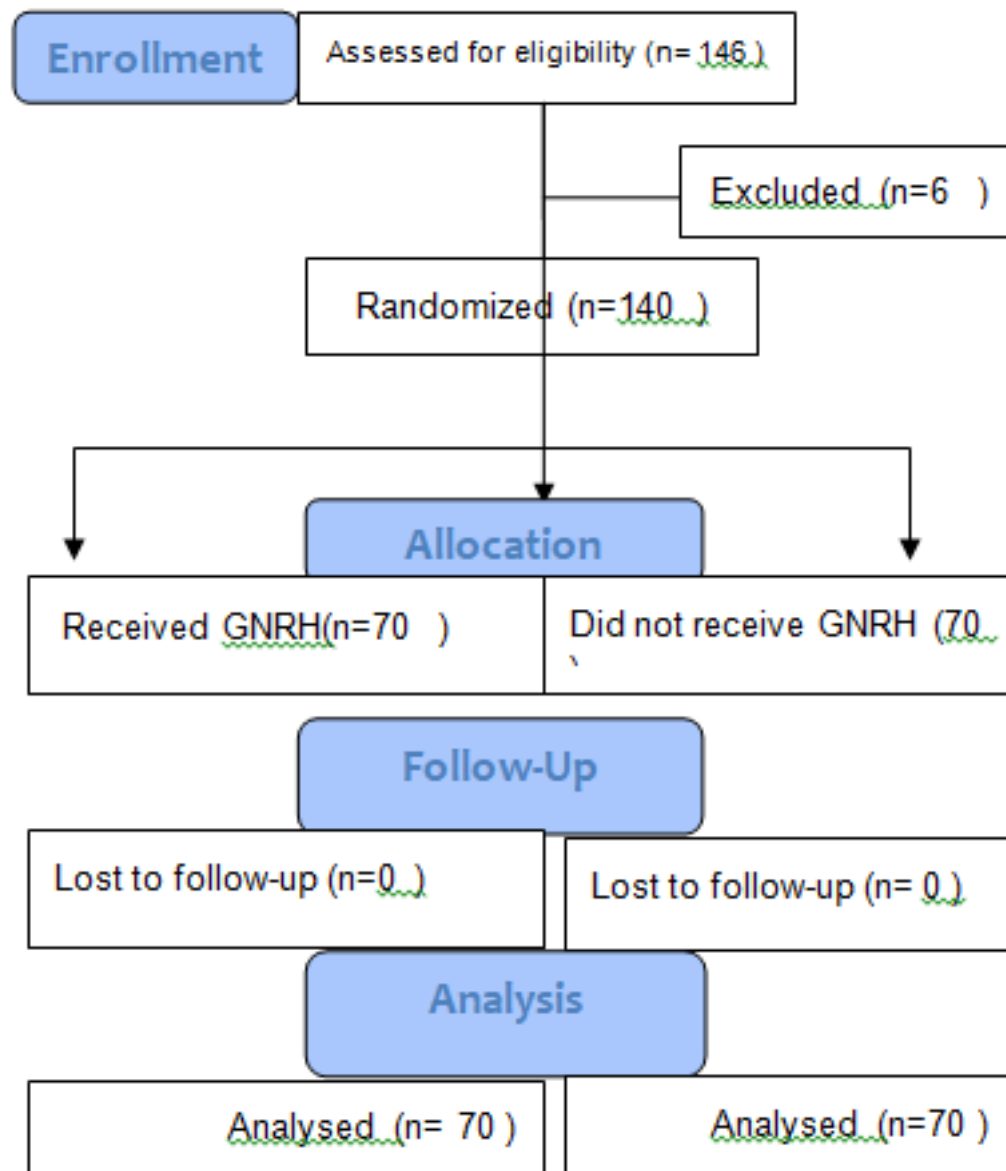 Enrollment
Assessed for eligibility (n= 146 )
Excluded (n=6 )
Randomized (n=140 )
Allocation
Received GNRH(n=70 )
Did not receive GNRH (70
)
Follow-Up
Lost to follow-up (n=0 )
Lost to follow-up (n= 0 )
Analysis
Analysed (n= 70 )
Analysed (n=70 )